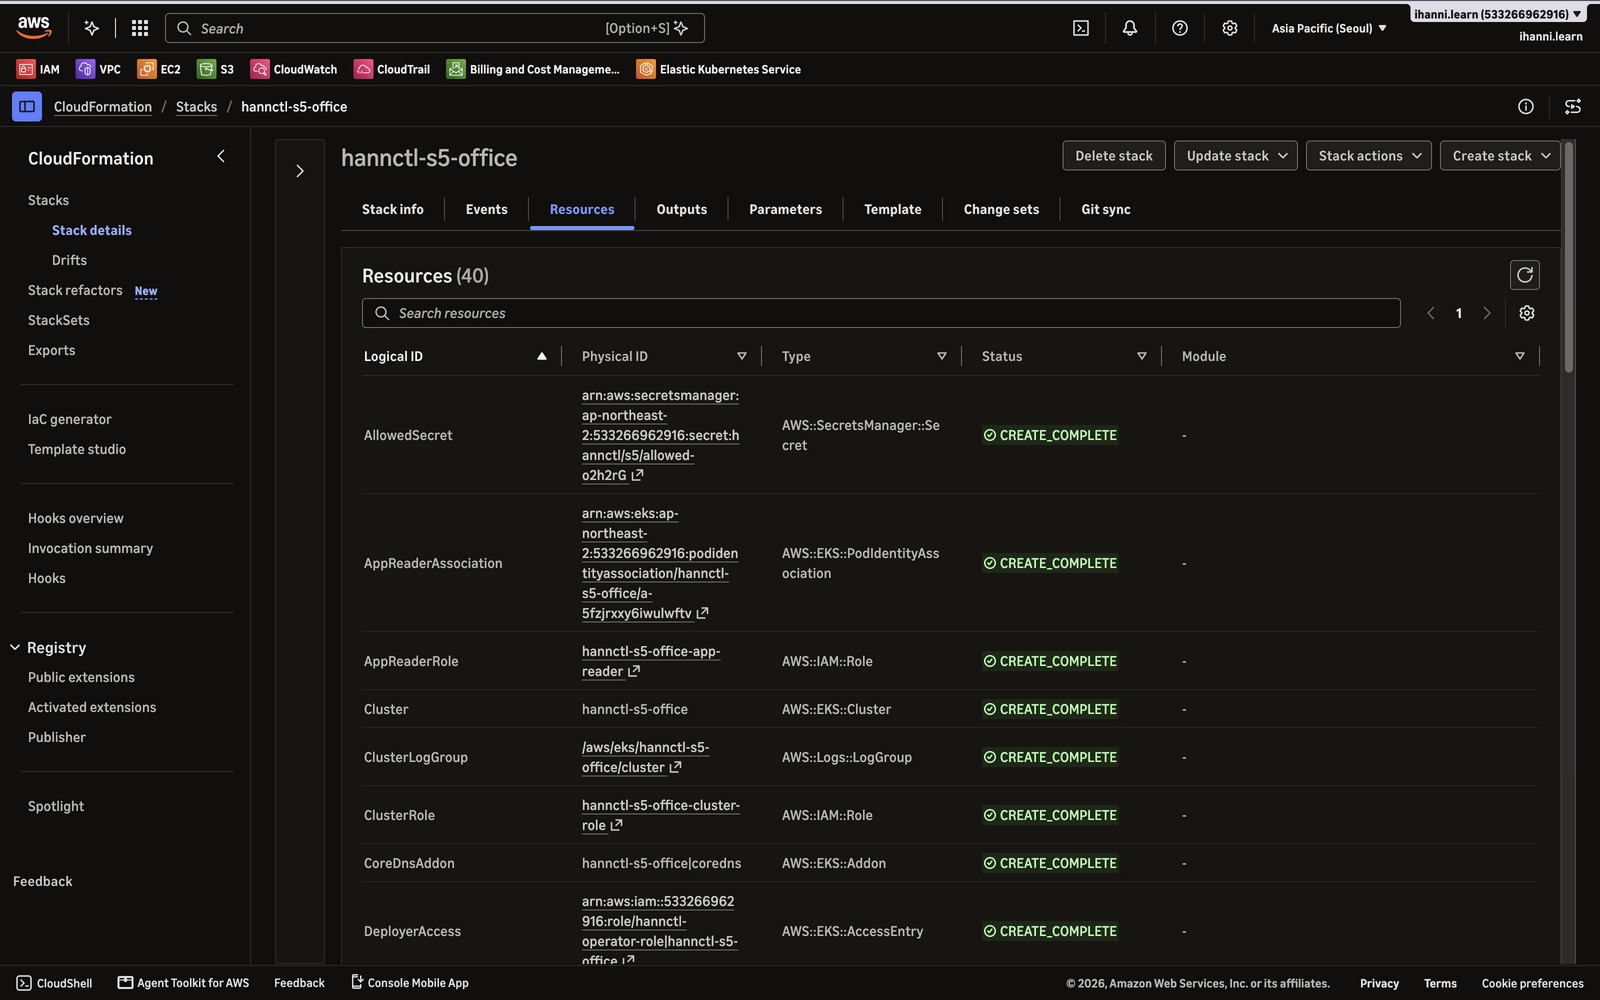 aws
Search
[Option+S]
Asia Pacific (Seoul)
ihanni.learn (533266962916)
ihanni.learn
IAM
VPC
EC2
S3
CloudWatch
CloudTrail
Billing and Cost Manageme...
Elastic Kubernetes Service
CloudFormation / Stacks / hannctl-s5-office
CloudFormation
Stacks
Stack details
Drifts
Stack refactors New
StackSets
Exports
IaC generator
Template studio
Hooks overview
Invocation summary
Hooks
Registry
Public extensions
Activated extensions
Publisher
Spotlight
Feedback
hannctl-s5-office
Delete stack
Update stack
Stack actions
Create stack
Stack info
Events
Resources
Outputs
Parameters
Template
Change sets
Git sync
Resources (40)
Search resources
1
Logical ID
Physical ID
Type
Status
Module
AllowedSecret
arn:aws:secretsmanager:
ap-northeast-
2:533266962916:secret:h
annctl/s5/allowed-
o2h2rG
AWS::SecretsManager::Se
cret
CREATE_COMPLETE
-
AppReaderAssociation
arn:aws:eks:ap-
northeast-
2:533266962916:podiden
tityassociation/hannctl-
s5-office/a-
5fzjrxxy6iwulwftv
AWS::EKS::PodIdentityAss
ociation
CREATE_COMPLETE
-
AppReaderRole
hannctl-s5-office-app-
reader
AWS::IAM::Role
CREATE_COMPLETE
-
Cluster
hannctl-s5-office
AWS::EKS::Cluster
CREATE_COMPLETE
-
ClusterLogGroup
/aws/eks/hannctl-s5-
office/cluster
AWS::Logs::LogGroup
CREATE_COMPLETE
-
ClusterRole
hannctl-s5-office-cluster-
role
AWS::IAM::Role
CREATE_COMPLETE
-
CoreDnsAddon
hannctl-s5-office|coredns
AWS::EKS::Addon
CREATE_COMPLETE
-
DeployerAccess
arn:aws:iam::533266962
916:role/hannctl-
operator-role|hannctl-s5-
office
AWS::EKS::AccessEntry
CREATE_COMPLETE
-
CloudShell
Agent Toolkit for AWS
Feedback
Console Mobile App
© 2026, Amazon Web Services, Inc. or its affiliates.
Privacy
Terms
Cookie preferences